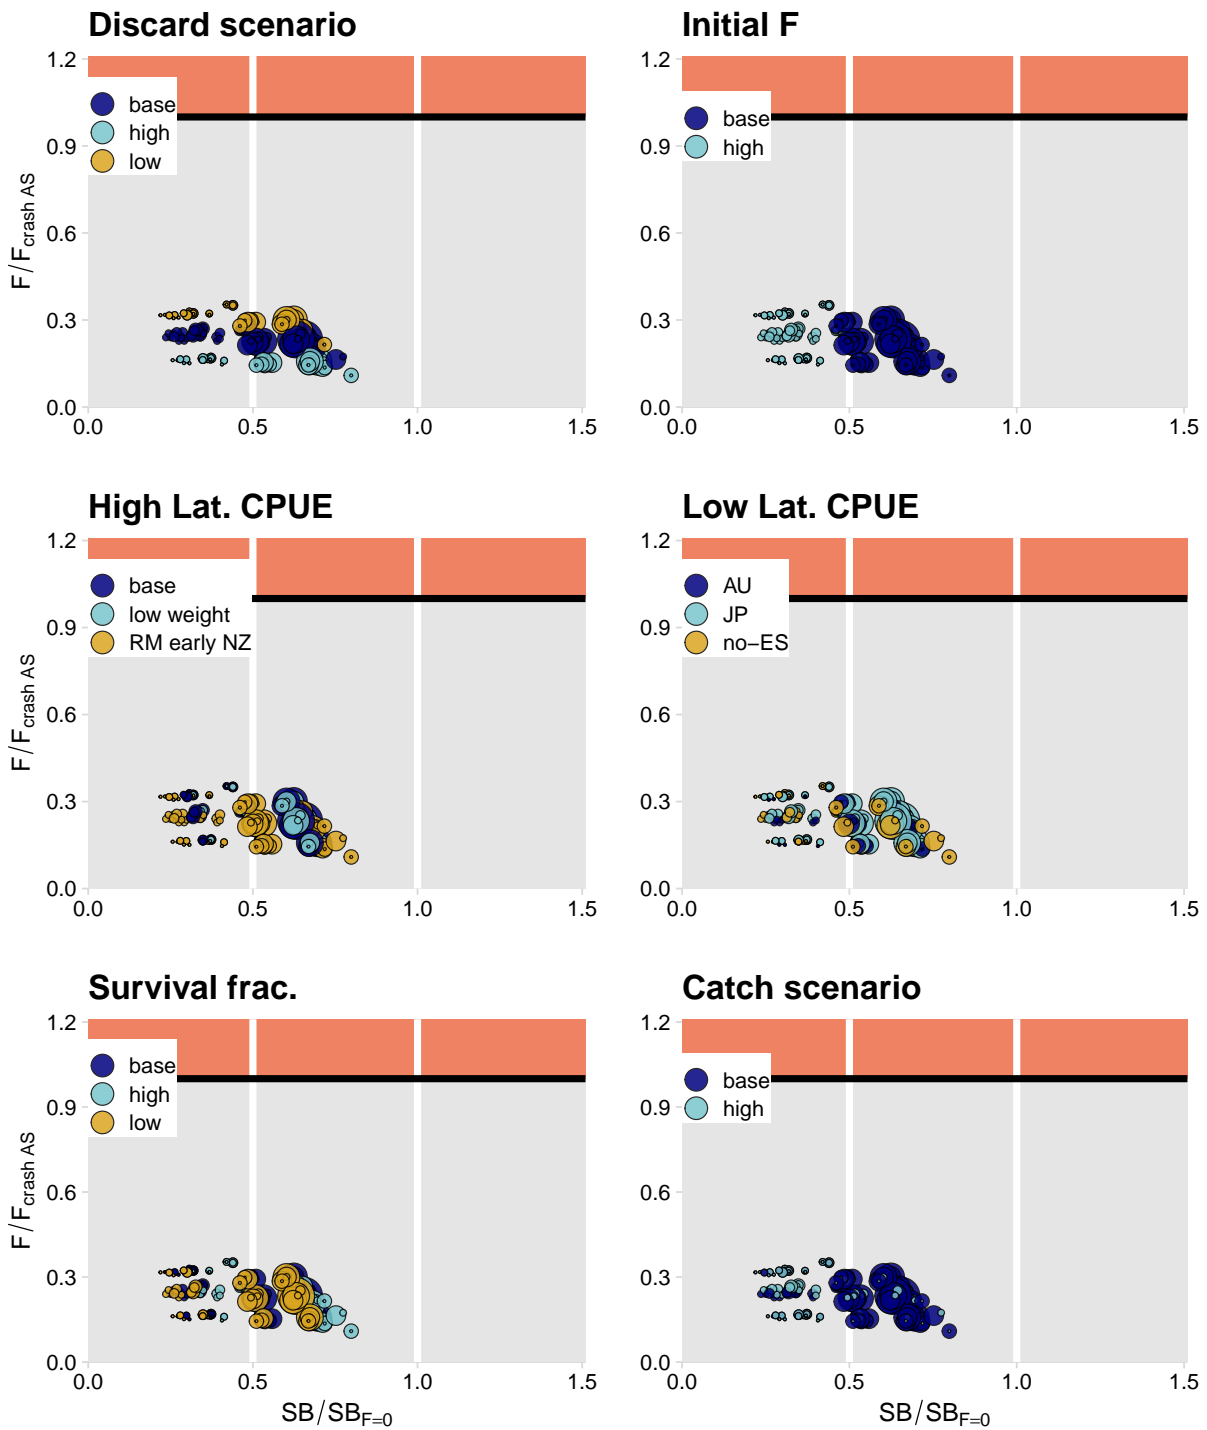 Discard scenario
1.2
0.9
0.6
0.3
0.0
F/F crash AS
base
high
low
0.0 0.5 1.0 1.5
Initial F
1.2
0.9
0.6
0.3
0.0
base
high
0.0 0.5 1.0 1.5
High Lat. CPUE
1.2
0.9
0.6
0.3
0.0
F/F crash AS
base
low weight
RM early NZ
0.0 0.5 1.0 1.5
Low Lat. CPUE
1.2
0.9
0.6
0.3
0.0
AU
JP
no−ES
0.0 0.5 1.0 1.5
Survival frac.
1.2
0.9
0.6
0.3
0.0
F/F crash AS
base
high
low
0.0 0.5 1.0 1.5
SB/SB F=0
Catch scenario
1.2
0.9
0.6
0.3
0.0
base
high
0.0 0.5 1.0 1.5
SB/SB F=0